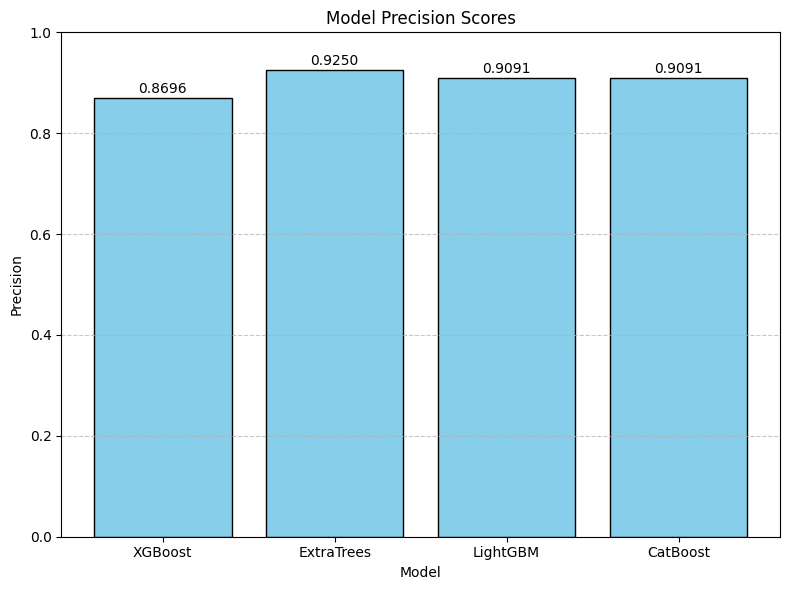 Model Precision Scores
1.0
0.8
0.6
0.4
0.2
0.0
Precision
0.8696
0.9250
0.9091
0.9091
XGBoost
ExtraTrees
LightGBM
CatBoost
Model